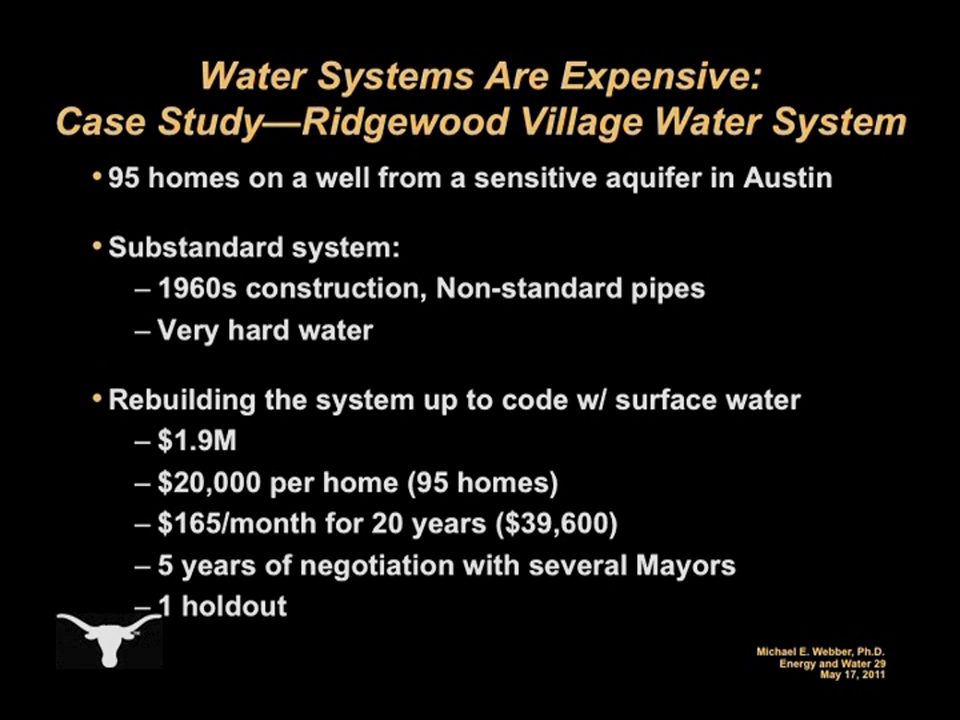 Water Systems Are Expensive:
Case Study—Ridgewood Village Water System
• 95 homes on a well from a sensitive aquifer in Austin
• Substandard system:
– 1960s construction, Non-standard pipes
– Very hard water
• Rebuilding the system up to code w/ surface water
– $1.9M
– $20,000 per home (95 homes)
– $165/month for 20 years ($39,600)
– 5 years of negotiation with several Mayors
– 1 holdout
Michael E. Webber, Ph.D.
Energy and Water 29
May 17, 2011